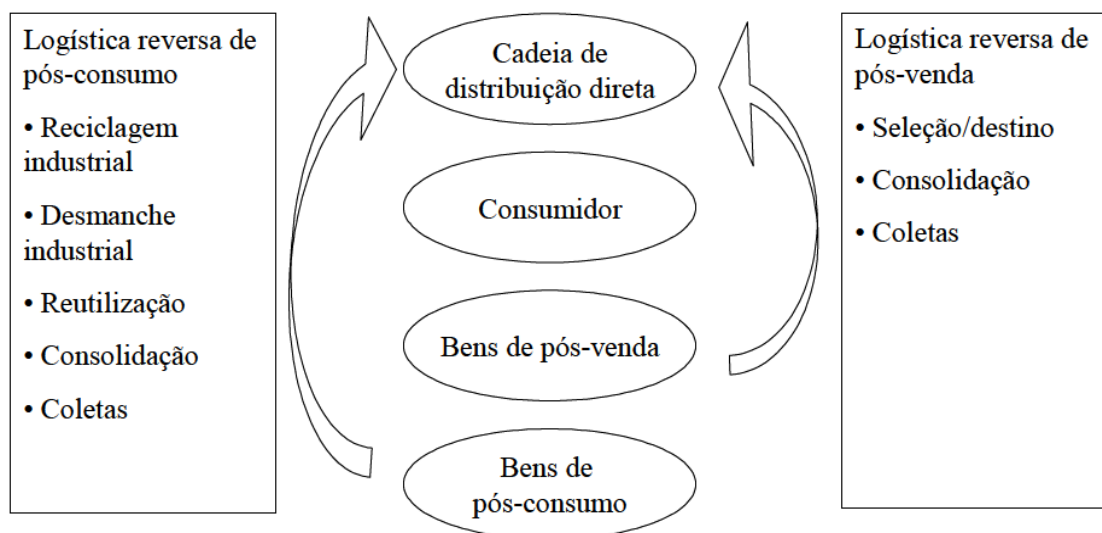 Logística reversa de
pós-consumo
• Reciclagem
industrial
• Desmanche
industrial
• Reutilização
• Consolidação
• Coletas
Cadeia de
distribuição direta
Consumidor
Bens de pós-venda
Bens de
pós-consumo
Logística reversa de
pós-venda
• Seleção/destino
• Consolidação
• Coletas